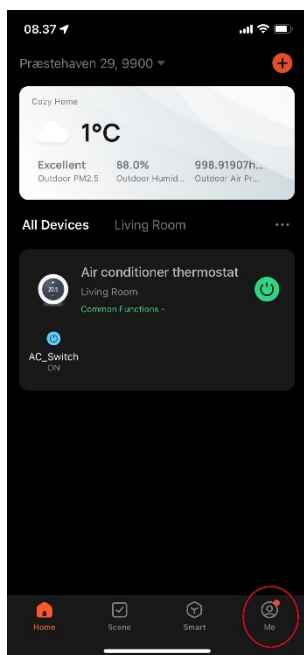 08.37
Præstehaven 29, 9900
Cozy Home
1°C
Excellent 88.0% 998.91907h...
Outdoor PM2.5 Outdoor Humid... Outdoor Air Pr...
All Devices Living Room ...
Air conditioner thermostat
Living Room
Common Functions
AC_Switch
ON
Home Scene Smart Me